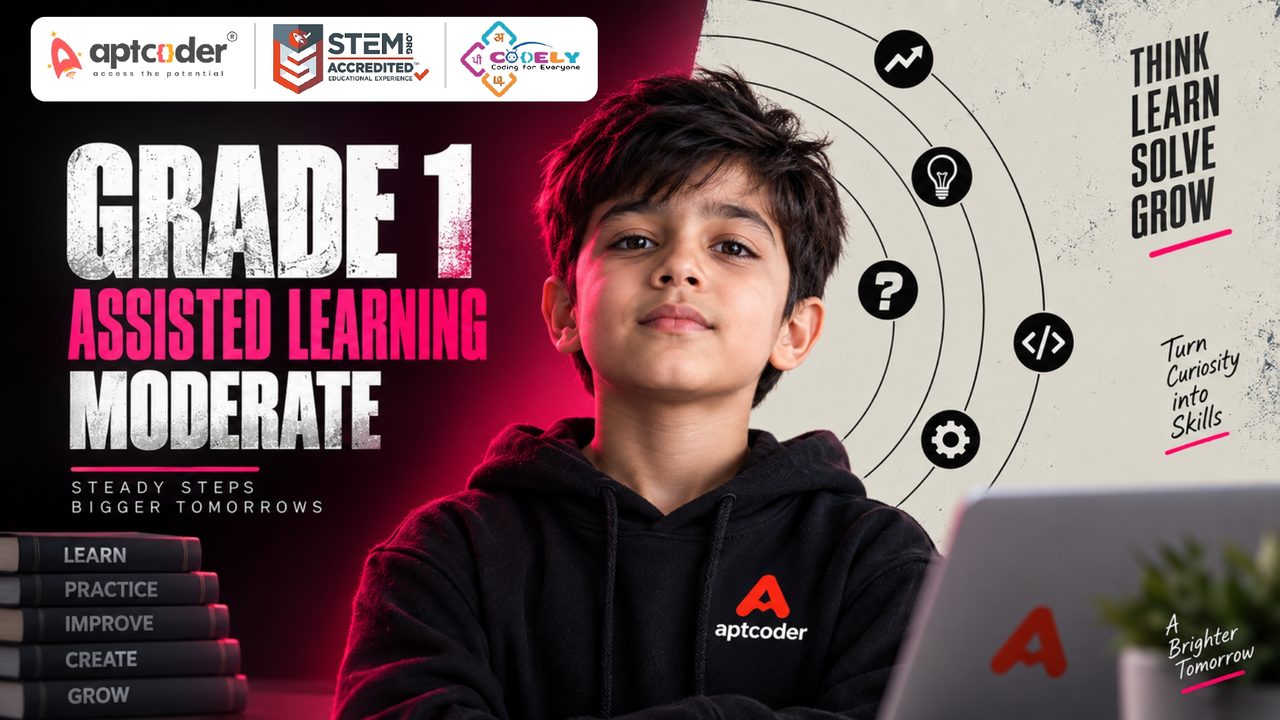 aptcoder®
access the potential
STEM.ORG
ACCREDITED™
EDUCATIONAL EXPERIENCE
अ
पी
CODELY
Coding for Everyone
GRADE 1
ASSISTED LEARNING
MODERATE
STEADY STEPS
BIGGER TOMORROWS
LEARN
PRACTICE
IMPROVE
CREATE
GROW
THINK
LEARN
SOLVE
GROW
?
</>
Turn
Curiosity
into
Skills
aptcoder
A
Brighter
Tomorrow